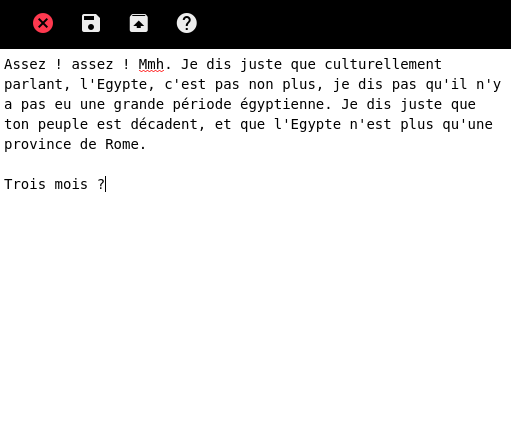 Assez ! assez ! Mmh. Je dis juste que culturellement
parlant, l'Egypte, c'est pas non plus, je dis pas qu'il n'y
a pas eu une grande période égyptienne. Je dis juste que
ton peuple est décadent, et que l'Egypte n'est plus qu'une
province de Rome.

Trois mois ?